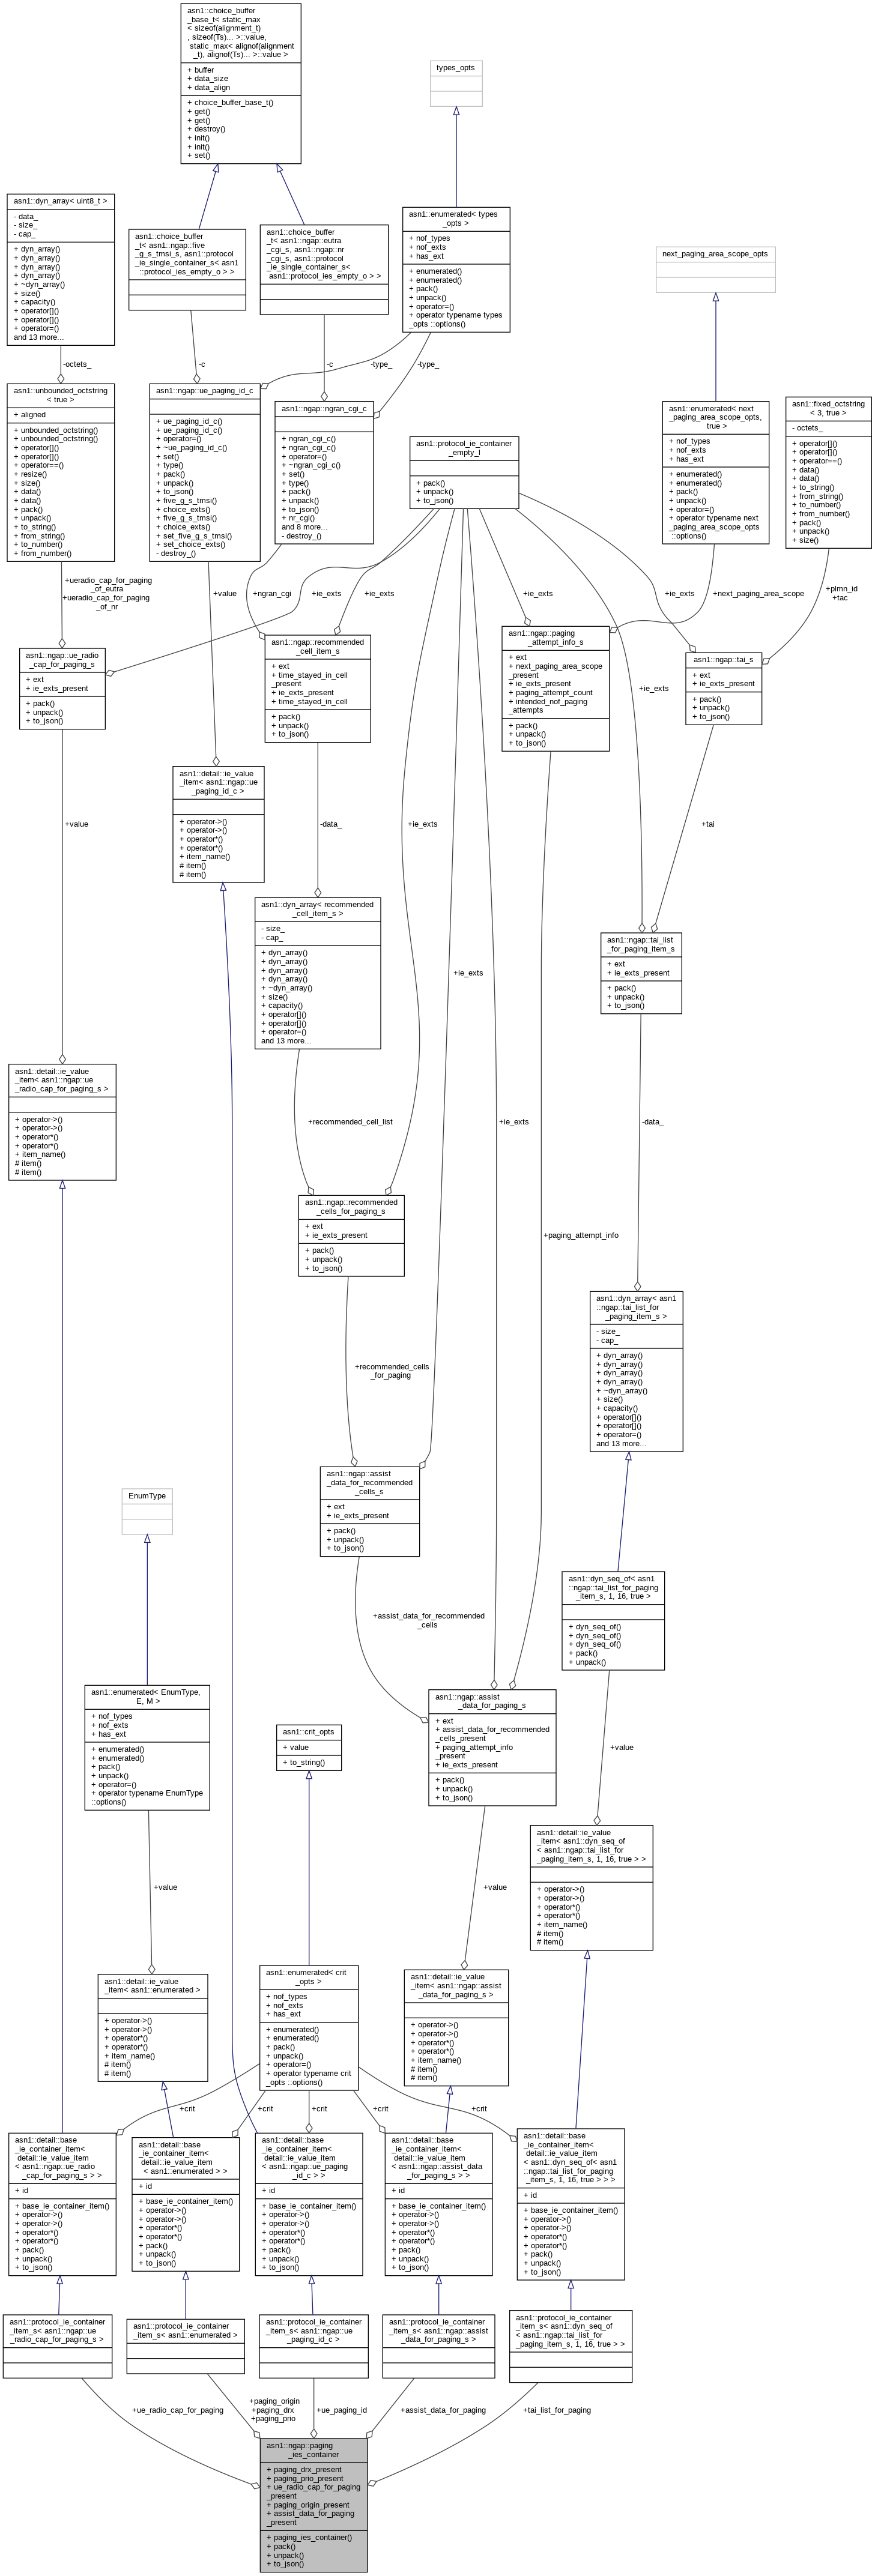 asn1::choice_buffer
_base_t< static_max
< sizeof(alignment_t)
, sizeof(Ts)... >::value,
static_max< alignof(alignment
_t), alignof(Ts)... >::value >
+ buffer
+ data_size
+ data_align
+ choice_buffer_base_t()
+ get()
+ get()
+ destroy()
+ init()
+ init()
+ set()
types_opts
asn1::dyn_array< uint8_t >
- data_
- size_
- cap_
+ dyn_array()
+ dyn_array()
+ dyn_array()
+ dyn_array()
+ ~dyn_array()
+ size()
+ capacity()
+ operator[]()
+ operator[]()
+ operator=()
and 13 more...
asn1::choice_buffer
_t< asn1::ngap::five
_g_s_tmsi_s, asn1::protocol
_ie_single_container_s< asn1
::protocol_ies_empty_o > >
asn1::choice_buffer
_t< asn1::ngap::eutra
_cgi_s, asn1::ngap::nr
_cgi_s, asn1::protocol
_ie_single_container_s<
asn1::protocol_ies_empty_o > >
asn1::enumerated< types
_opts >
+ nof_types
+ nof_exts
+ has_ext
+ enumerated()
+ enumerated()
+ pack()
+ unpack()
+ operator=()
+ operator typename types
_opts ::options()
next_paging_area_scope_opts
-octets_
-c
-c
-type_
-type_
asn1::unbounded_octstring
< true >
+ aligned
+ unbounded_octstring()
+ unbounded_octstring()
+ operator[]()
+ operator[]()
+ operator==()
+ resize()
+ size()
+ data()
+ data()
+ pack()
+ unpack()
+ to_string()
+ from_string()
+ to_number()
+ from_number()
asn1::ngap::ue_paging_id_c
+ ue_paging_id_c()
+ ue_paging_id_c()
+ operator=()
+ ~ue_paging_id_c()
+ set()
+ type()
+ pack()
+ unpack()
+ to_json()
+ five_g_s_tmsi()
+ choice_exts()
+ five_g_s_tmsi()
+ choice_exts()
+ set_five_g_s_tmsi()
+ set_choice_exts()
- destroy_()
asn1::ngap::ngran_cgi_c
+ ngran_cgi_c()
+ ngran_cgi_c()
+ operator=()
+ ~ngran_cgi_c()
+ set()
+ type()
+ pack()
+ unpack()
+ to_json()
+ nr_cgi()
and 8 more...
- destroy_()
asn1::protocol_ie_container
_empty_l
+ pack()
+ unpack()
+ to_json()
asn1::enumerated< next
_paging_area_scope_opts,
true >
+ nof_types
+ nof_exts
+ has_ext
+ enumerated()
+ enumerated()
+ pack()
+ unpack()
+ operator=()
+ operator typename next
_paging_area_scope_opts
::options()
asn1::fixed_octstring
< 3, true >
- octets_
+ operator[]()
+ operator[]()
+ operator==()
+ data()
+ data()
+ to_string()
+ from_string()
+ to_number()
+ from_number()
+ pack()
+ unpack()
+ size()
+ueradio_cap_for_paging
_of_eutra
+ueradio_cap_for_paging
_of_nr
+value
+ngran_cgi
+ie_exts
+ie_exts
+ie_exts
+next_paging_area_scope
+ie_exts
+plmn_id
+tac
asn1::ngap::ue_radio
_cap_for_paging_s
+ ext
+ ie_exts_present
+ pack()
+ unpack()
+ to_json()
asn1::ngap::recommended
_cell_item_s
+ ext
+ time_stayed_in_cell
_present
+ ie_exts_present
+ time_stayed_in_cell
+ pack()
+ unpack()
+ to_json()
asn1::ngap::paging
_attempt_info_s
+ ext
+ next_paging_area_scope
_present
+ ie_exts_present
+ paging_attempt_count
+ intended_nof_paging
_attempts
+ pack()
+ unpack()
+ to_json()
+ie_exts
asn1::ngap::tai_s
+ ext
+ ie_exts_present
+ pack()
+ unpack()
+ to_json()
asn1::detail::ie_value
_item< asn1::ngap::ue
_paging_id_c >
+ operator->()
+ operator->()
+ operator*()
+ operator*()
+ item_name()
# item()
# item()
+value
-data_
+ie_exts
+tai
asn1::dyn_array< recommended
_cell_item_s >
- size_
- cap_
+ dyn_array()
+ dyn_array()
+ dyn_array()
+ dyn_array()
+ ~dyn_array()
+ size()
+ capacity()
+ operator[]()
+ operator[]()
+ operator=()
and 13 more...
+ie_exts
asn1::ngap::tai_list
_for_paging_item_s
+ ext
+ ie_exts_present
+ pack()
+ unpack()
+ to_json()
asn1::detail::ie_value
_item< asn1::ngap::ue
_radio_cap_for_paging_s >
+ operator->()
+ operator->()
+ operator*()
+ operator*()
+ item_name()
# item()
# item()
+recommended_cell_list
+ie_exts
-data_
asn1::ngap::recommended
_cells_for_paging_s
+ ext
+ ie_exts_present
+ pack()
+ unpack()
+ to_json()
+paging_attempt_info
asn1::dyn_array< asn1
::ngap::tai_list_for
_paging_item_s >
- size_
- cap_
+ dyn_array()
+ dyn_array()
+ dyn_array()
+ dyn_array()
+ ~dyn_array()
+ size()
+ capacity()
+ operator[]()
+ operator[]()
+ operator=()
and 13 more...
+recommended_cells
_for_paging
EnumType
asn1::ngap::assist
_data_for_recommended
_cells_s
+ ext
+ ie_exts_present
+ pack()
+ unpack()
+ to_json()
asn1::dyn_seq_of< asn1
::ngap::tai_list_for_paging
_item_s, 1, 16, true >
+ dyn_seq_of()
+ dyn_seq_of()
+ dyn_seq_of()
+ pack()
+ unpack()
+assist_data_for_recommended
_cells
asn1::enumerated< EnumType,
E, M >
+ nof_types
+ nof_exts
+ has_ext
+ enumerated()
+ enumerated()
+ pack()
+ unpack()
+ operator=()
+ operator typename EnumType
::options()
asn1::crit_opts
+ value
+ to_string()
asn1::ngap::assist
_data_for_paging_s
+ ext
+ assist_data_for_recommended
_cells_present
+ paging_attempt_info
_present
+ ie_exts_present
+ pack()
+ unpack()
+ to_json()
+value
asn1::detail::ie_value
_item< asn1::dyn_seq_of
< asn1::ngap::tai_list_for
_paging_item_s, 1, 16, true > >
+ operator->()
+ operator->()
+ operator*()
+ operator*()
+ item_name()
# item()
# item()
+value
+value
asn1::detail::ie_value
_item< asn1::enumerated >
+ operator->()
+ operator->()
+ operator*()
+ operator*()
+ item_name()
# item()
# item()
asn1::enumerated< crit
_opts >
+ nof_types
+ nof_exts
+ has_ext
+ enumerated()
+ enumerated()
+ pack()
+ unpack()
+ operator=()
+ operator typename crit
_opts ::options()
asn1::detail::ie_value
_item< asn1::ngap::assist
_data_for_paging_s >
+ operator->()
+ operator->()
+ operator*()
+ operator*()
+ item_name()
# item()
# item()
+crit
+crit
+crit
+crit
+crit
asn1::detail::base
_ie_container_item<
detail::ie_value_item
< asn1::ngap::ue_radio
_cap_for_paging_s > >
+ id
+ base_ie_container_item()
+ operator->()
+ operator->()
+ operator*()
+ operator*()
+ pack()
+ unpack()
+ to_json()
asn1::detail::base
_ie_container_item<
detail::ie_value_item
< asn1::enumerated > >
+ id
+ base_ie_container_item()
+ operator->()
+ operator->()
+ operator*()
+ operator*()
+ pack()
+ unpack()
+ to_json()
asn1::detail::base
_ie_container_item<
detail::ie_value_item
< asn1::ngap::ue_paging
_id_c > >
+ id
+ base_ie_container_item()
+ operator->()
+ operator->()
+ operator*()
+ operator*()
+ pack()
+ unpack()
+ to_json()
asn1::detail::base
_ie_container_item<
detail::ie_value_item
< asn1::ngap::assist_data
_for_paging_s > >
+ id
+ base_ie_container_item()
+ operator->()
+ operator->()
+ operator*()
+ operator*()
+ pack()
+ unpack()
+ to_json()
asn1::detail::base
_ie_container_item<
detail::ie_value_item
< asn1::dyn_seq_of< asn1
::ngap::tai_list_for_paging
_item_s, 1, 16, true > > >
+ id
+ base_ie_container_item()
+ operator->()
+ operator->()
+ operator*()
+ operator*()
+ pack()
+ unpack()
+ to_json()
asn1::protocol_ie_container
_item_s< asn1::ngap::ue
_radio_cap_for_paging_s >
asn1::protocol_ie_container
_item_s< asn1::enumerated >
asn1::protocol_ie_container
_item_s< asn1::ngap::ue
_paging_id_c >
asn1::protocol_ie_container
_item_s< asn1::ngap::assist
_data_for_paging_s >
asn1::protocol_ie_container
_item_s< asn1::dyn_seq_of
< asn1::ngap::tai_list_for
_paging_item_s, 1, 16, true > >
+ue_radio_cap_for_paging
+paging_origin
+paging_drx
+paging_prio
+ue_paging_id
+assist_data_for_paging
+tai_list_for_paging
asn1::ngap::paging
_ies_container
+ paging_drx_present
+ paging_prio_present
+ ue_radio_cap_for_paging
_present
+ paging_origin_present
+ assist_data_for_paging
_present
+ paging_ies_container()
+ pack()
+ unpack()
+ to_json()